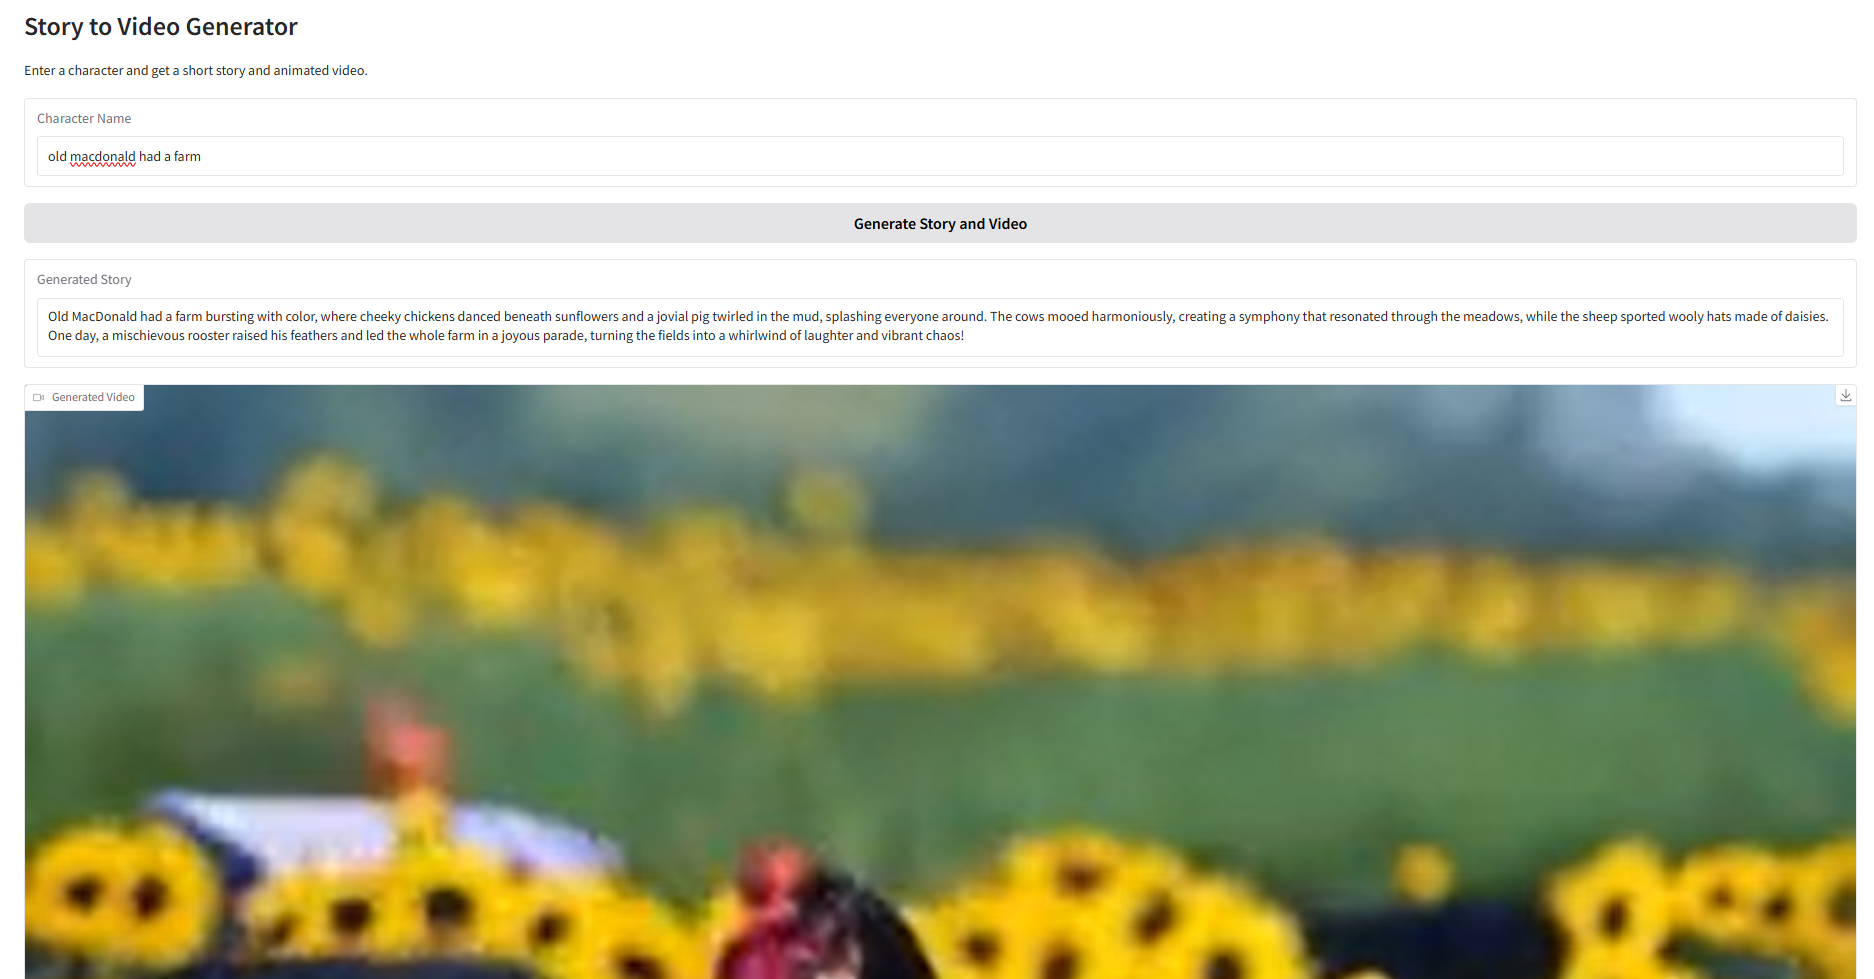 Story to Video Generator
Enter a character and get a short story and animated video.
Character Name
old macdonald had a farm
Generate Story and Video
Generated Story
Old MacDonald had a farm bursting with color, where cheeky chickens danced beneath sunflowers and a jovial pig twirled in the mud, splashing everyone around. The cows mooed harmoniously, creating a symphony that resonated through the meadows, while the sheep sported wooly hats made of daisies.
One day, a mischievous rooster raised his feathers and led the whole farm in a joyous parade, turning the fields into a whirlwind of laughter and vibrant chaos!
Generated Video